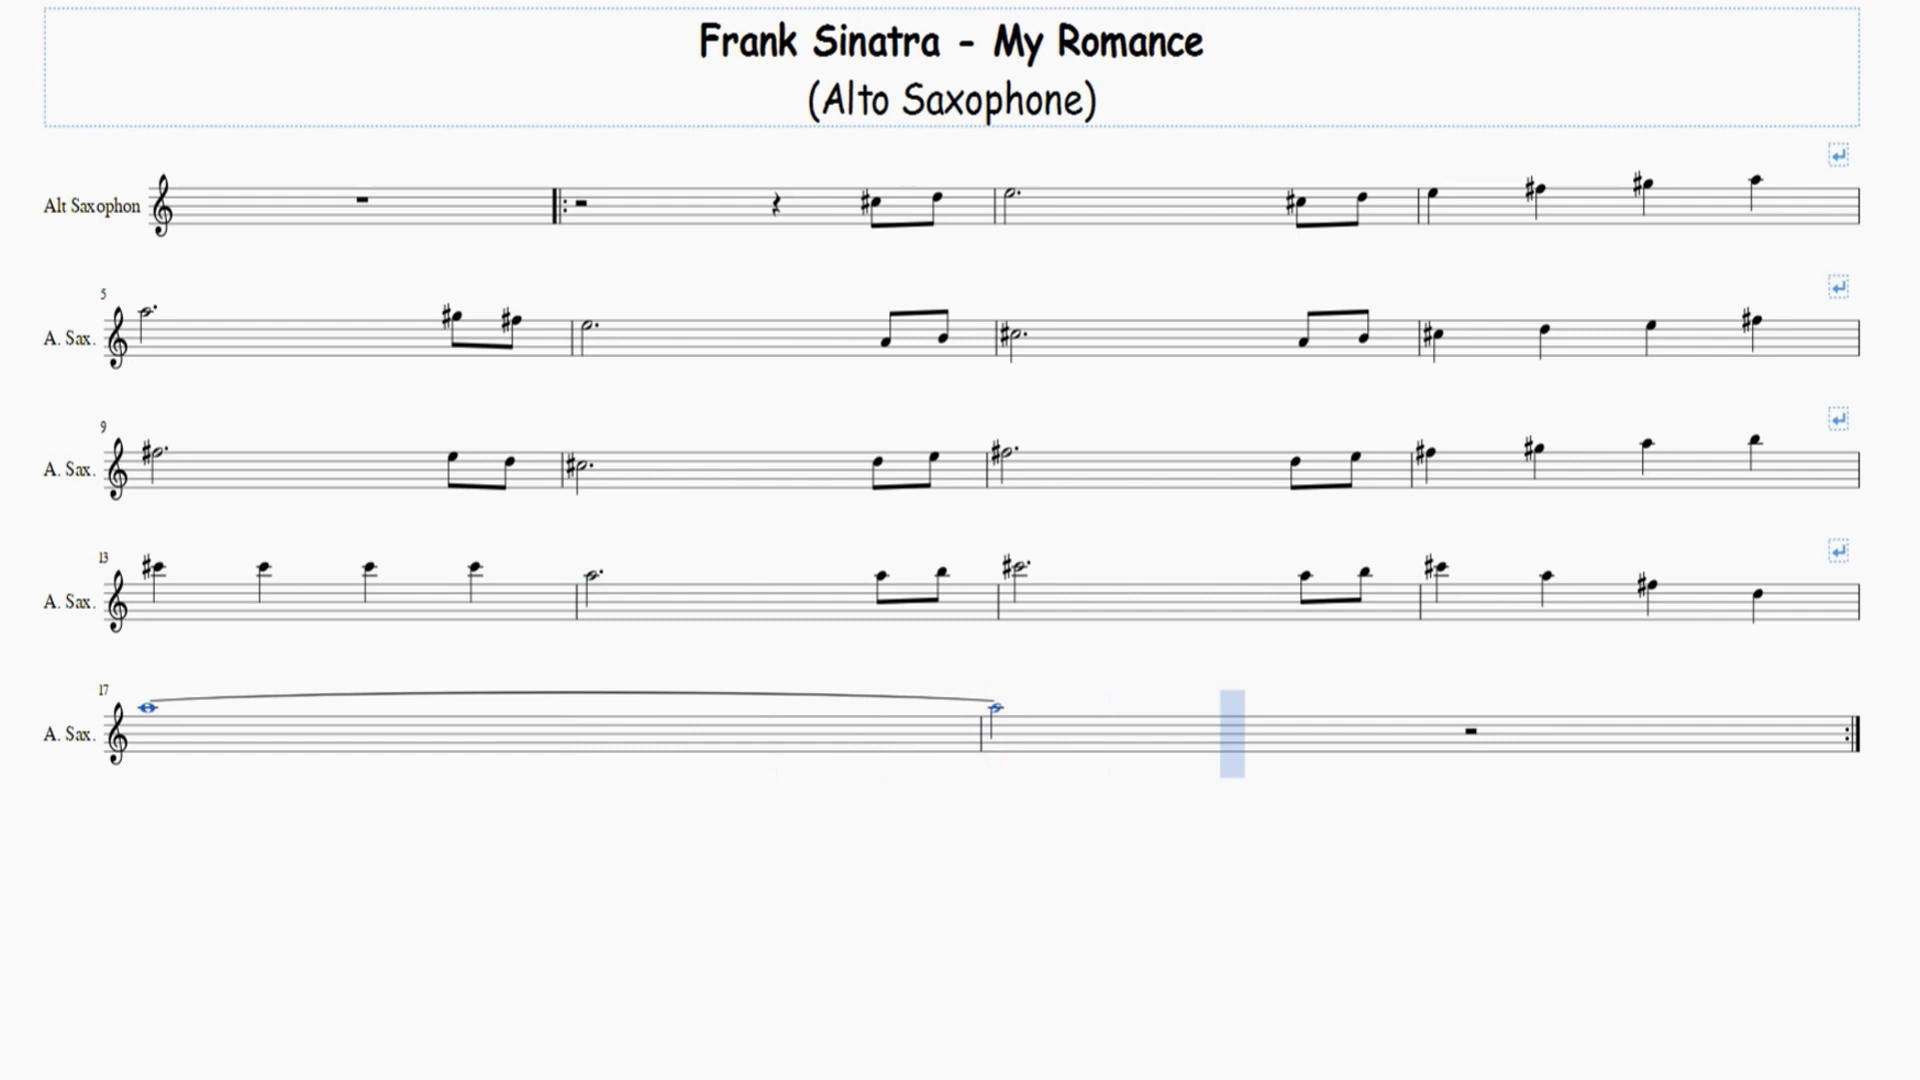 Frank Sinatra - My Romance
(Alto Saxophone)
Alt Saxophon
5
A. Sax.
9
A. Sax.
13
A. Sax.
17
A. Sax.